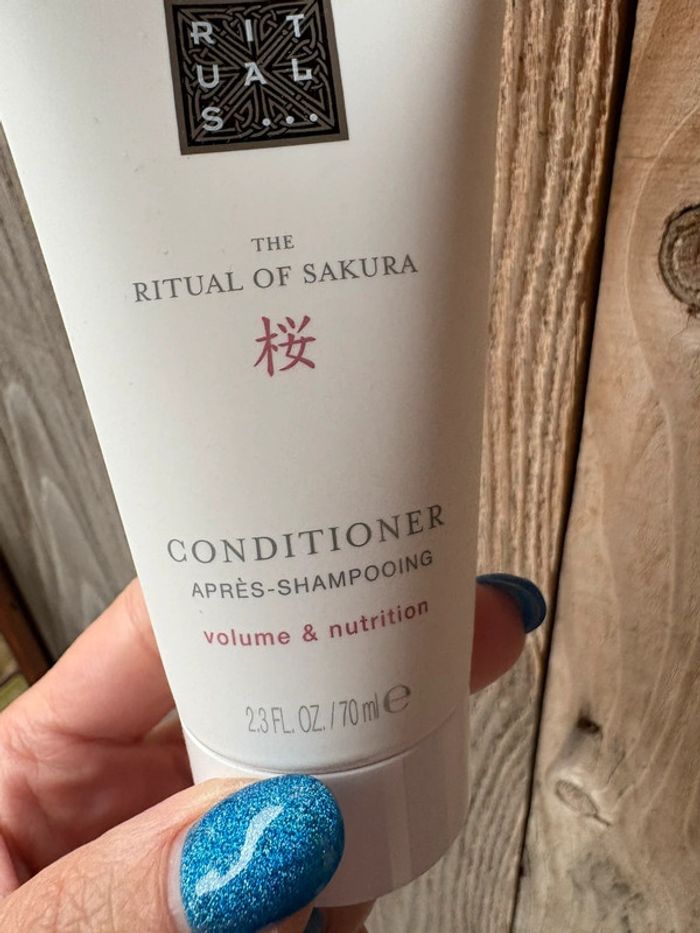 RIT
UAL
S...
THE
RITUAL OF SAKURA
桜
CONDITIONER
APRÈS-SHAMPOOING
volume & nutrition
2.3 FL. OZ. / 70 ml ℮